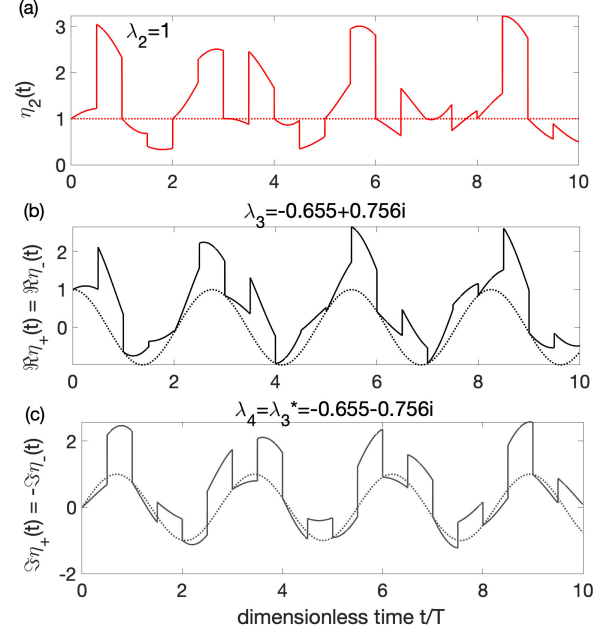 (a)
λ₂=1
η₂(t)
3
2
1
0
0 2 4 6 8 10
(b)
λ₃=-0.655+0.756i
ℜη₊(t) = ℜη₋(t)
2
1
0
0 2 4 6 8 10
(c)
λ₄=λ₃*=-0.655-0.756i
ℑη₊(t) = -ℑη₋(t)
2
0
-2
0 2 4 6 8 10
dimensionless time t/T